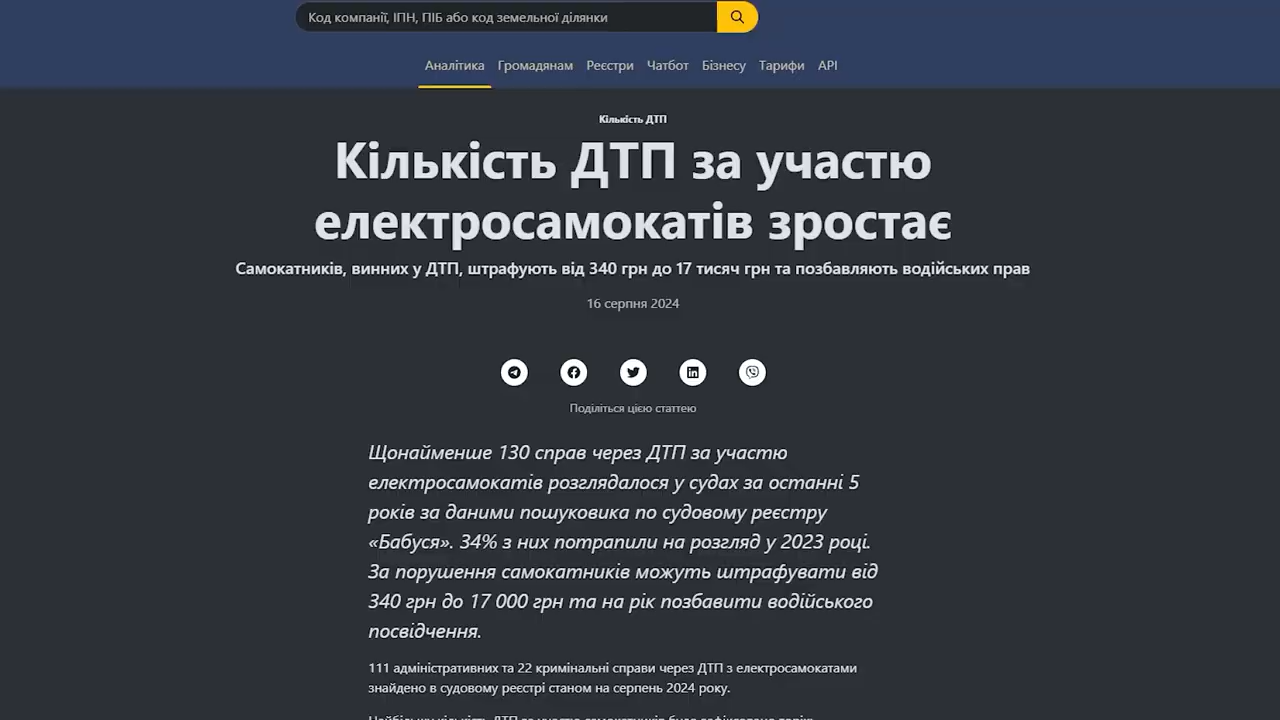 Код компанії, ІПН, ПІБ або код земельної ділянки
Аналітика Громадянам Реєстри Чатбот Бізнесу Тарифи API
Кількість ДТП
Кількість ДТП за участю
електросамокатів зростає
Самокатників, винних у ДТП, штрафують від 340 грн до 17 тисяч грн та позбавляють водійських прав
16 серпня 2024
Поділіться цією статтею
Щонайменше 130 справ через ДТП за участю
електросамокатів розглядалося у судах за останні 5
років за даними пошуковика по судовому реєстру
«Бабуся». 34% з них потрапили на розгляд у 2023 році.
За порушення самокатників можуть штрафувати від
340 грн до 17 000 грн та на рік позбавити водійського
посвідчення.
111 адміністративних та 22 кримінальні справи через ДТП з електросамокатами
знайдено в судовому реєстрі станом на серпень 2024 року.